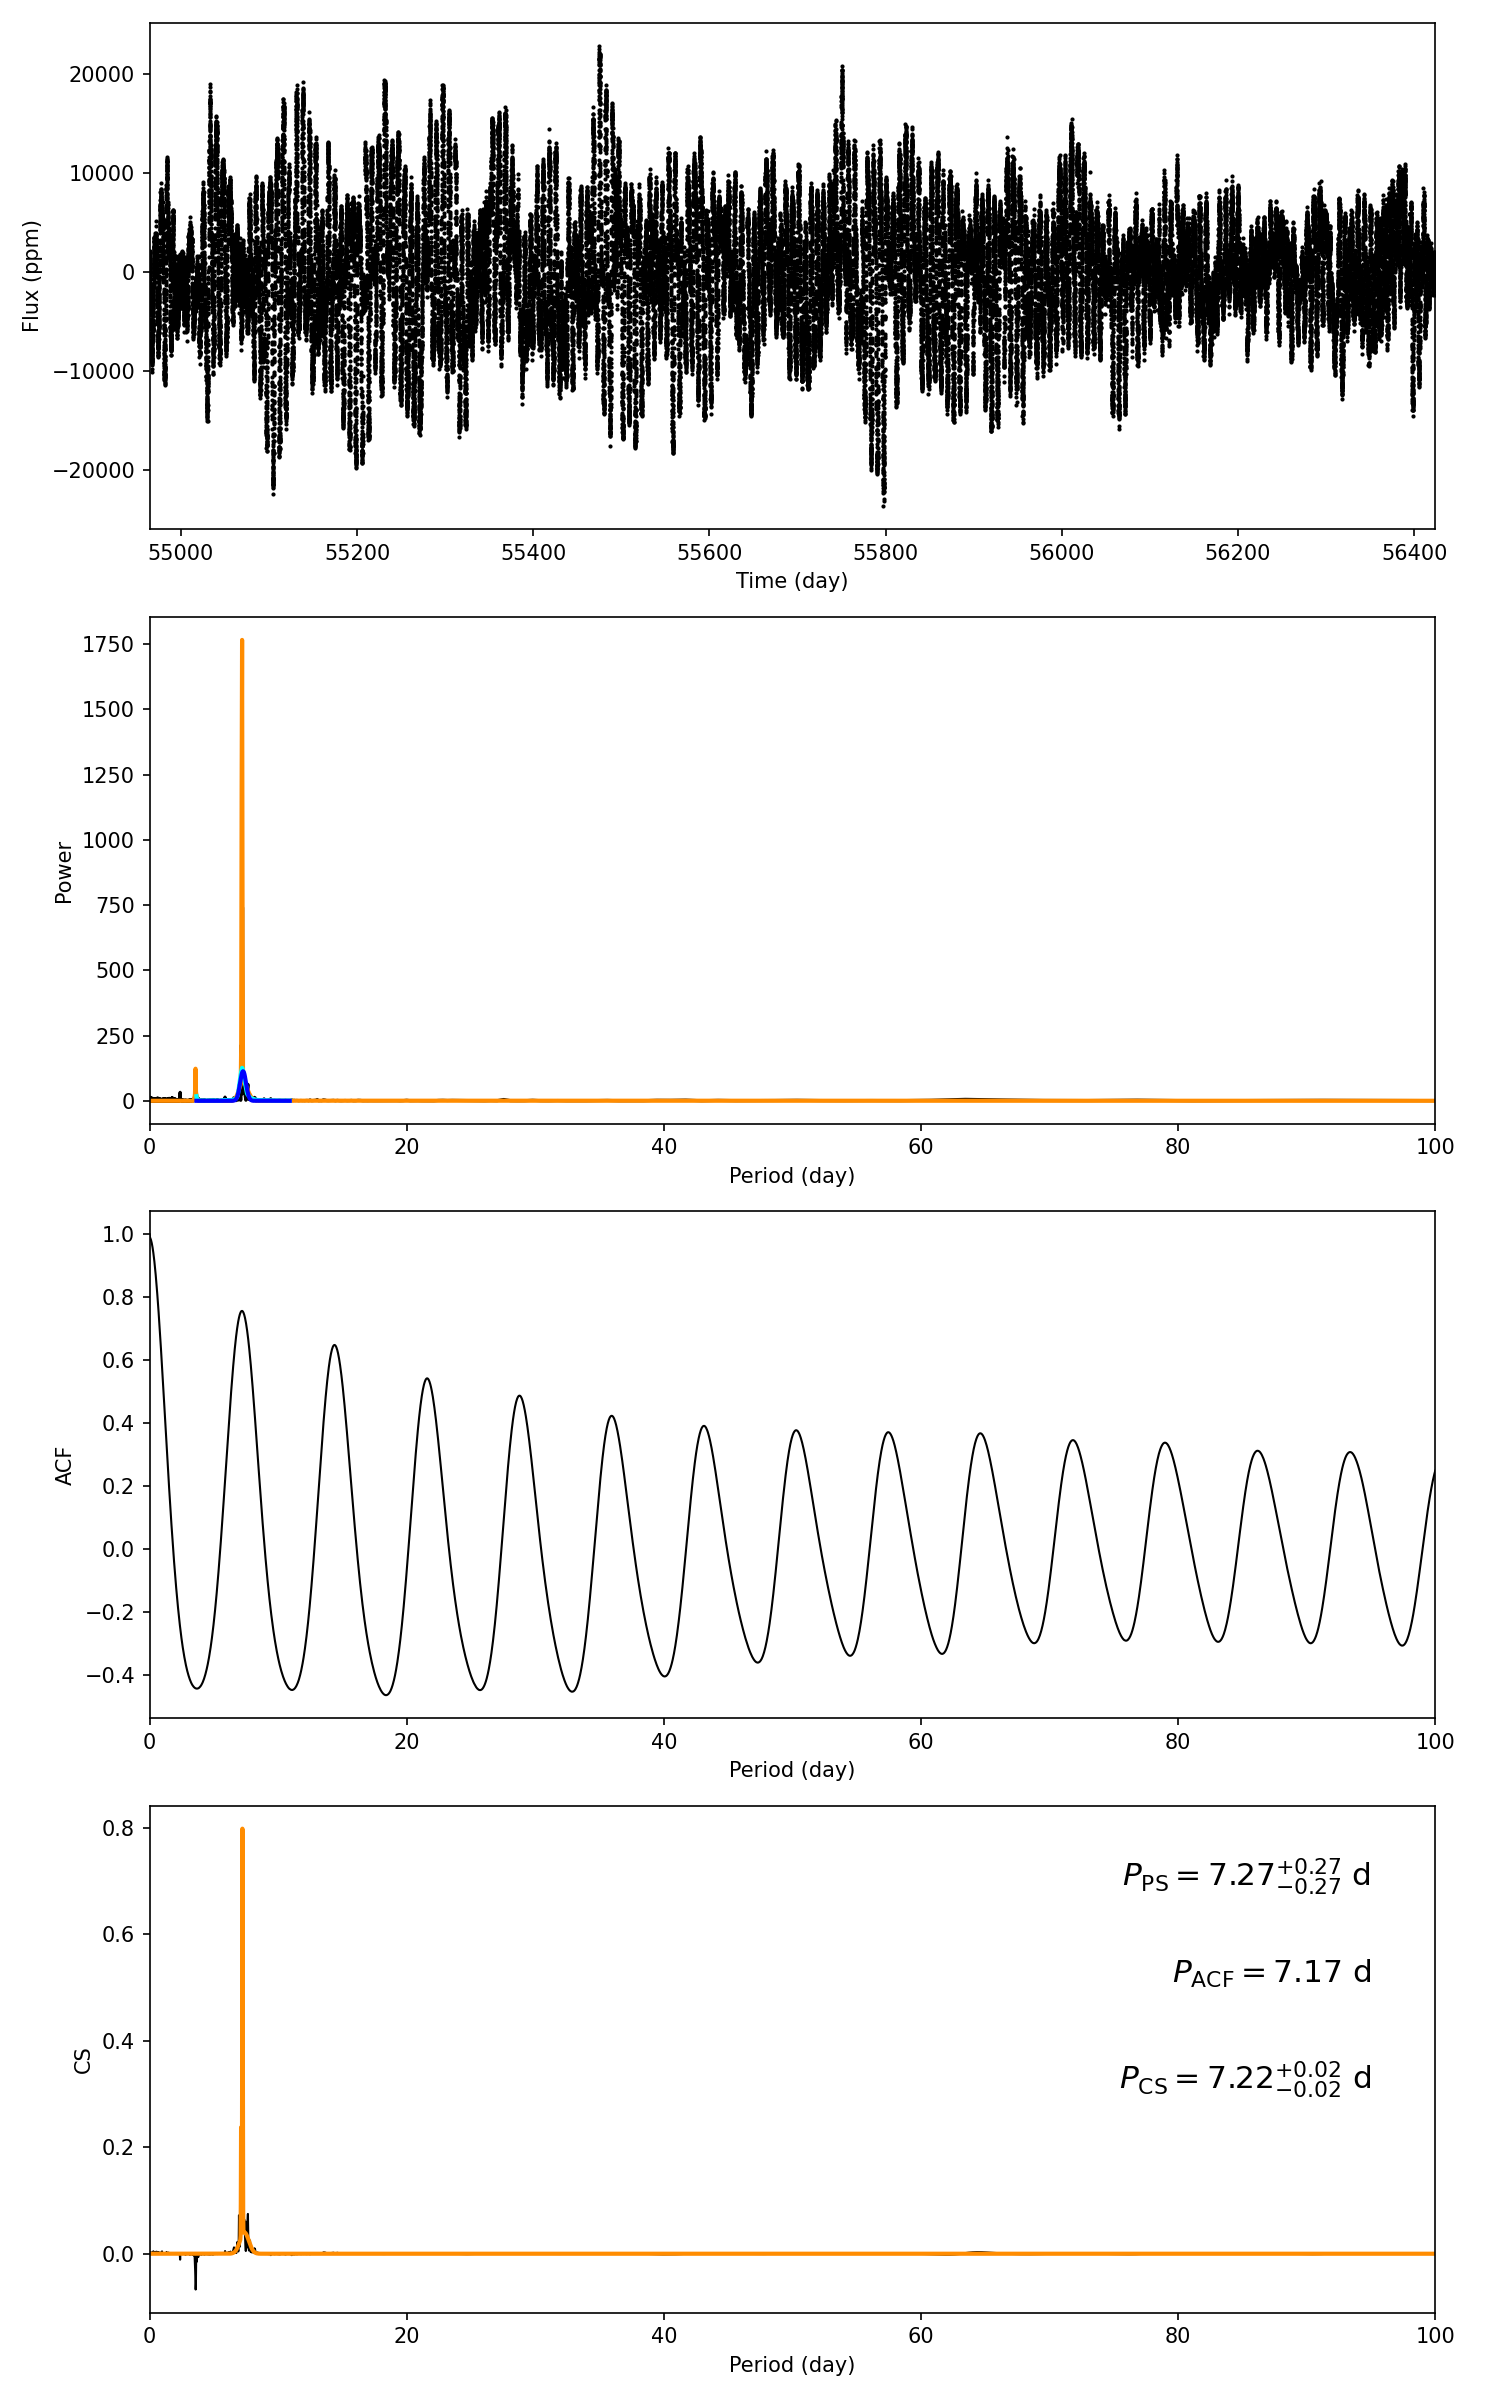 20000
10000
0
−10000
−20000
Flux (ppm)
55000 55200 55400 55600 55800 56000 56200 56400
Time (day)
1750
1500
1250
1000
750
500
250
0
Power
0 20 40 60 80 100
Period (day)
1.0
0.8
0.6
0.4
0.2
0.0
−0.2
−0.4
ACF
0 20 40 60 80 100
Period (day)
0.8
0.6
0.4
0.2
0.0
CS
P_PS = 7.27^{+0.27}_{−0.27} d
P_ACF = 7.17 d
P_CS = 7.22^{+0.02}_{−0.02} d
0 20 40 60 80 100
Period (day)